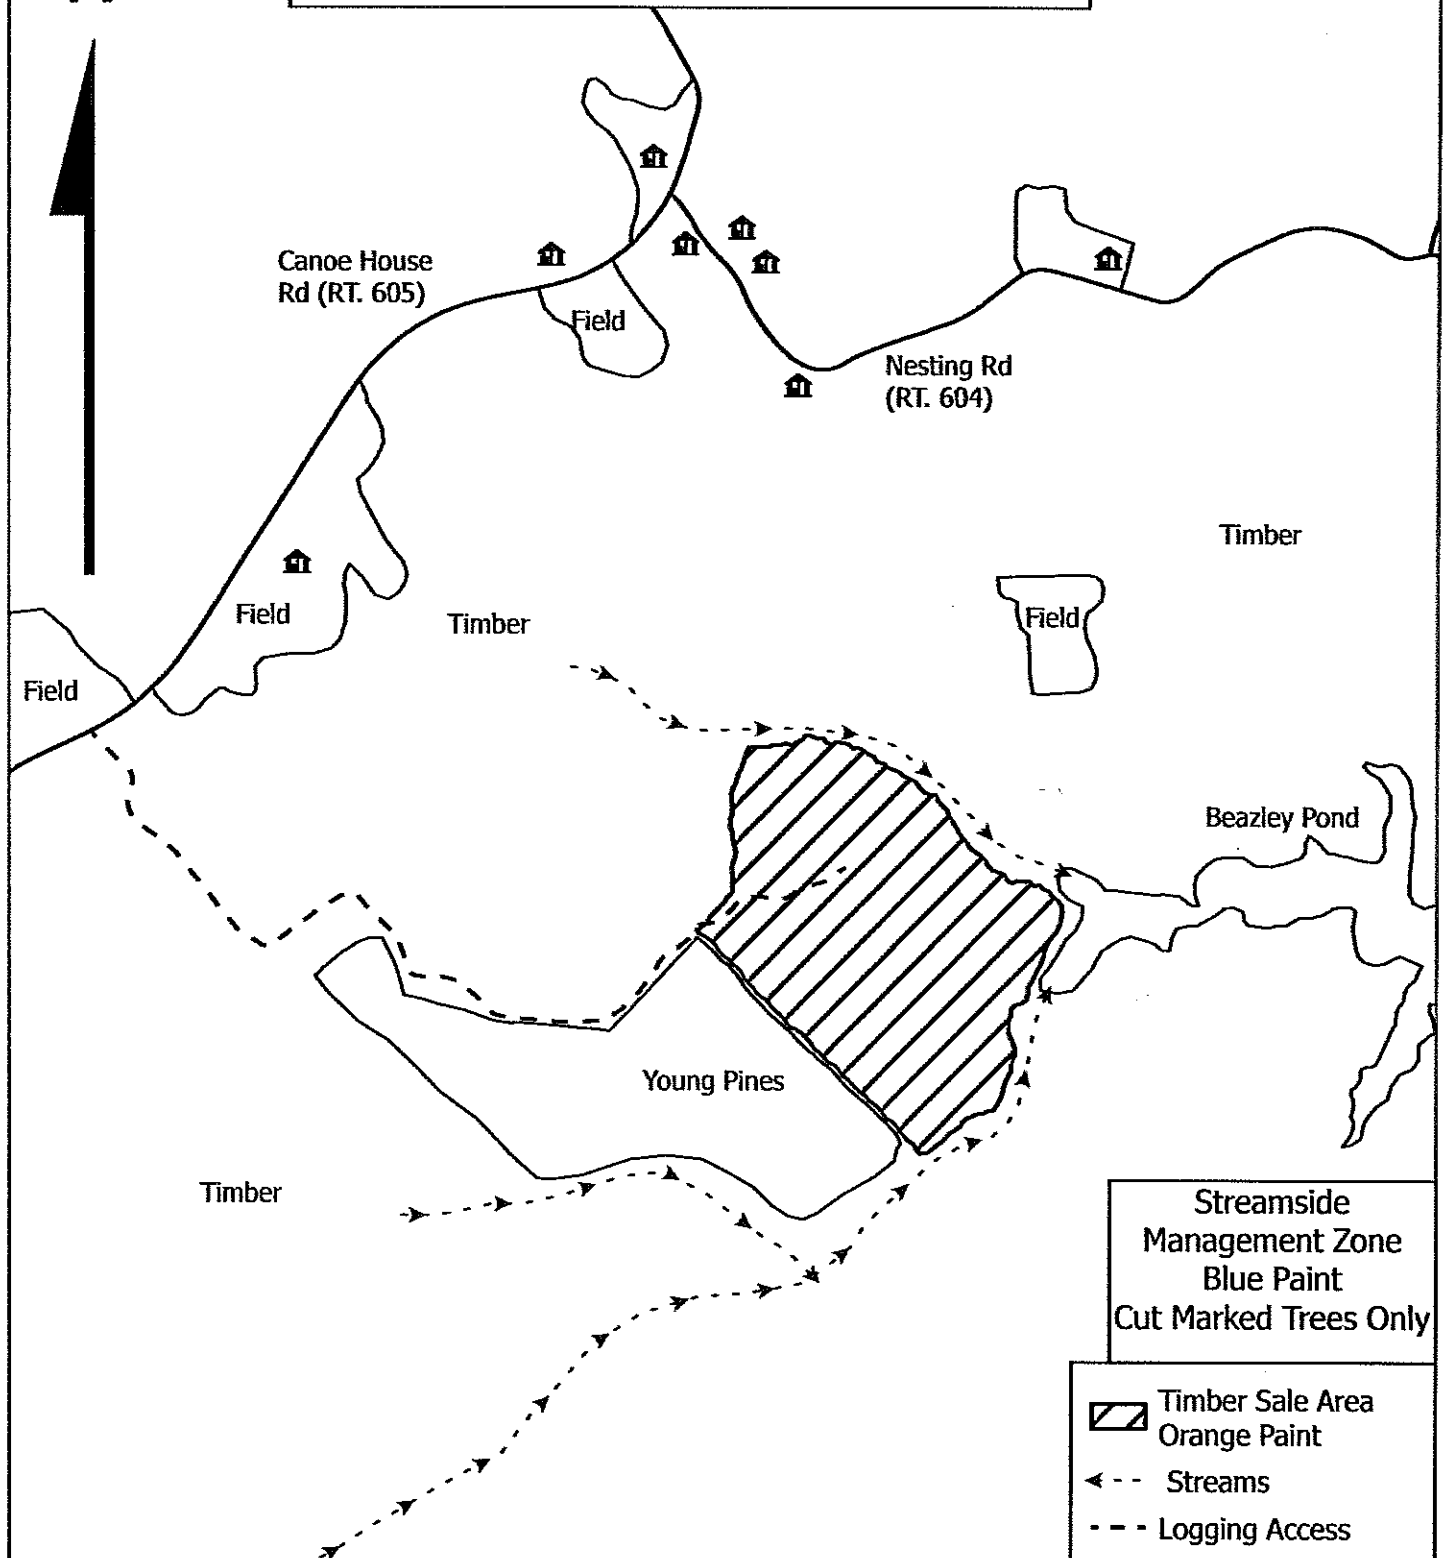 Canoe House
Rd (RT. 605)
Field
Nesting Rd
(RT. 604)
Timber
Field
Field
Timber
Field
Beazley Pond
Young Pines
Timber
Streamside
Management Zone
Blue Paint
Cut Marked Trees Only
Timber Sale Area
Orange Paint
Streams
Logging Access